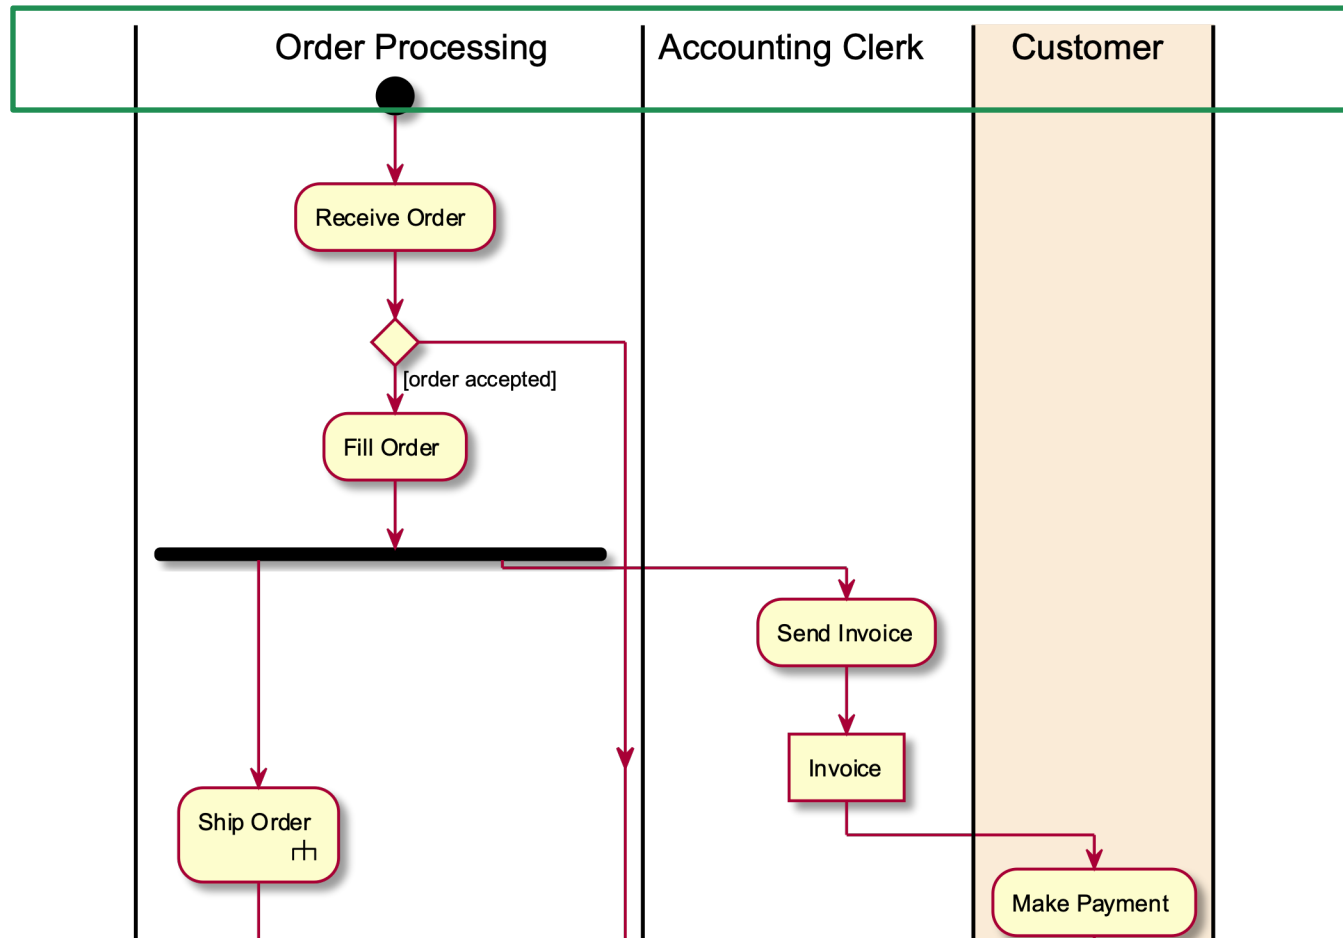 Order Processing
Accounting Clerk
Customer
Receive Order
[order accepted]
Fill Order
Send Invoice
Invoice
Ship Order
Make Payment